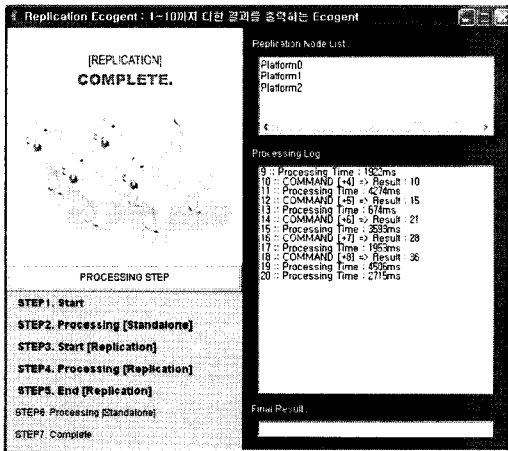 Replication Ecogent : 1~10까지 더한 결과를 출력하는 Ecogent
[REPLICATION]
COMPLETE.
PROCESSING STEP
STEP1. Start
STEP2. Processing [Standalone]
STEP3. Start [Replication]
STEP4. Processing [Replication]
STEP5. End [Replication]
STEP6. Processing [Standalone]
STEP7. Complete
Replication Node List :
Platform0
Platform1
Platform2
Processing Log
9 :: Processing Time : 1922ms
10 :: COMMAND [+4] => Result : 10
11 :: Processing Time : 4274ms
12 :: COMMAND [+5] => Result : 15
13 :: Processing Time : 674ms
14 :: COMMAND [+6] => Result : 21
15 :: Processing Time : 3593ms
16 :: COMMAND [+7] => Result : 28
17 :: Processing Time : 1953ms
18 :: COMMAND [+8] => Result : 36
19 :: Processing Time : 4506ms
20 :: Processing Time : 2715ms
Final Result :